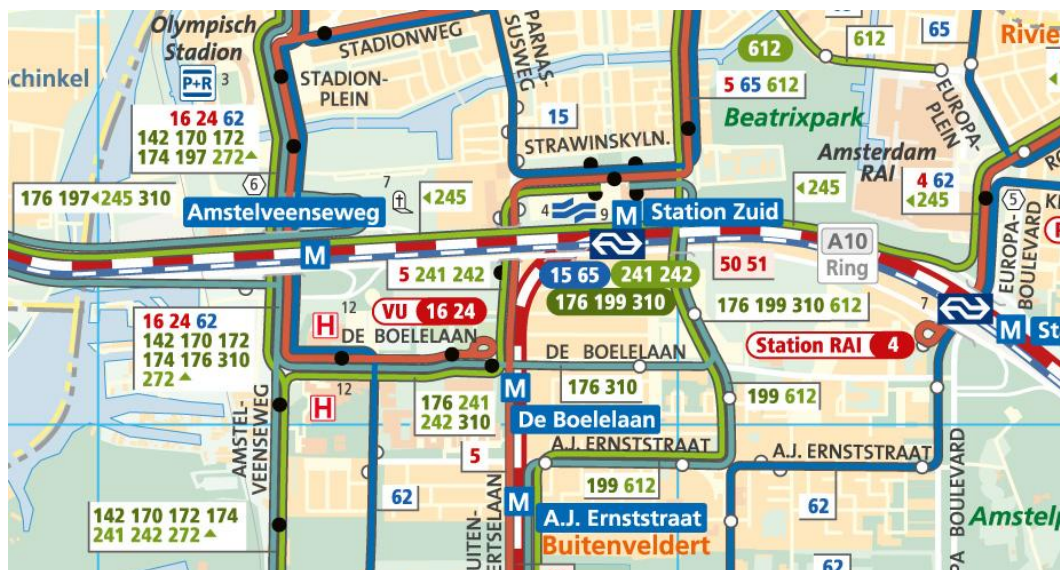 Olympisch
Stadion
P+R
3
16 24 62
142 170 172
174 197 272
6
STADIONWEG
STADION-
PLEIN
PARNAS-
SUSWEG
15
STRAWINSKYLN.
612
5 65 612
65
612
65
Rivie
Beatrixpark
EUROPA-
PLEIN
Amsterdam
RAI
4 62
245
5
EUROPA-
BOULEVARD
Schinkel
176 197 245 310
Amstelveenseweg
7
245
4
9
M Station Zuid
245
A10
Ring
M
5 241 242
15 65
241 242
176 199 310
50 51
176 199 310 612
7
M
St
Station RAI 4
16 24 62
142 170 172
174 176 310
272
12
H
VU 16 24
DE BOELELAAN
DE BOELELAAN
12
H
176 241
242 310
176 310
199 612
M
De Boelelaan
AMSTEL-
VEENSEWEG
5
A.J. ERNSTSTRAAT
A.J. ERNSTSTRAAT
62
199 612
62
M
A.J. Ernststraat
Buitenveldert
142 170 172 174
241 242 272
BUITEN-
ERTSELAAN
62
PA BOULEVARD
Amstelp